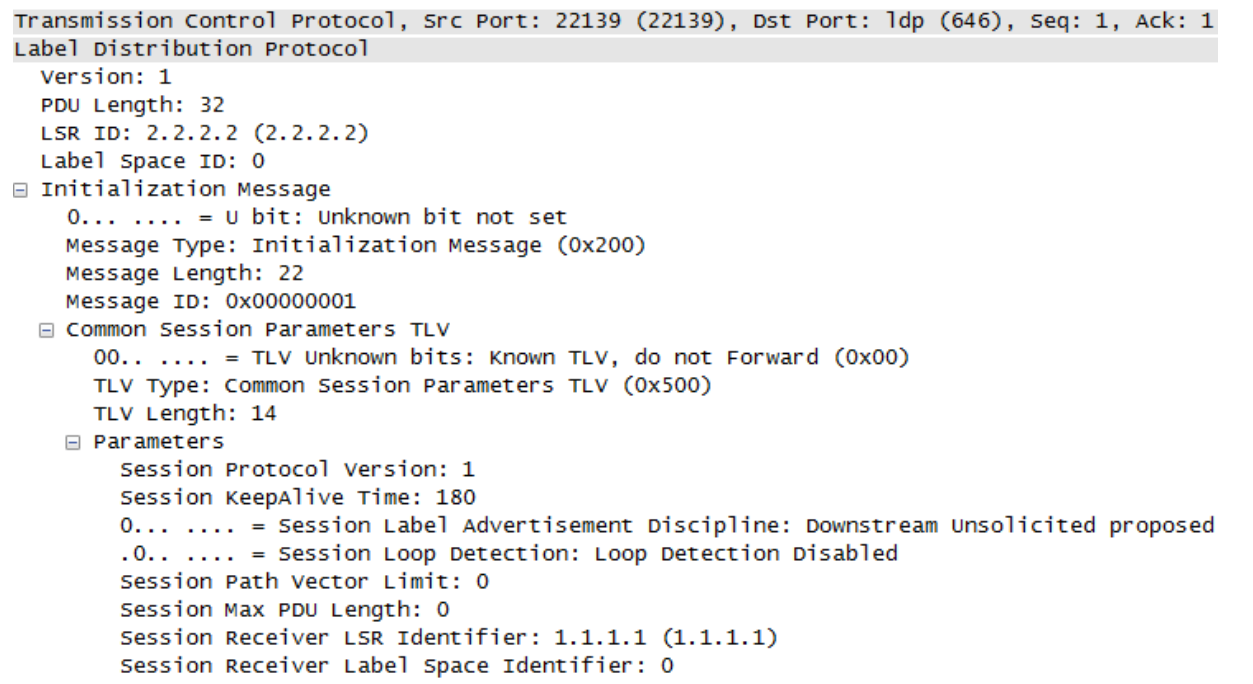 Transmission Control Protocol, Src Port: 22139 (22139), Dst Port: ldp (646), Seq: 1, Ack: 1
Label Distribution Protocol
Version: 1
PDU Length: 32
LSR ID: 2.2.2.2 (2.2.2.2)
Label Space ID: 0
Initialization Message
0... .... = U bit: Unknown bit not set
Message Type: Initialization Message (0x200)
Message Length: 22
Message ID: 0x00000001
Common Session Parameters TLV
00.. .... = TLV Unknown bits: Known TLV, do not Forward (0x00)
TLV Type: Common Session Parameters TLV (0x500)
TLV Length: 14
Parameters
Session Protocol Version: 1
Session KeepAlive Time: 180
0... .... = Session Label Advertisement Discipline: Downstream Unsolicited proposed
.0.. .... = Session Loop Detection: Loop Detection Disabled
Session Path Vector Limit: 0
Session Max PDU Length: 0
Session Receiver LSR Identifier: 1.1.1.1 (1.1.1.1)
Session Receiver Label Space Identifier: 0